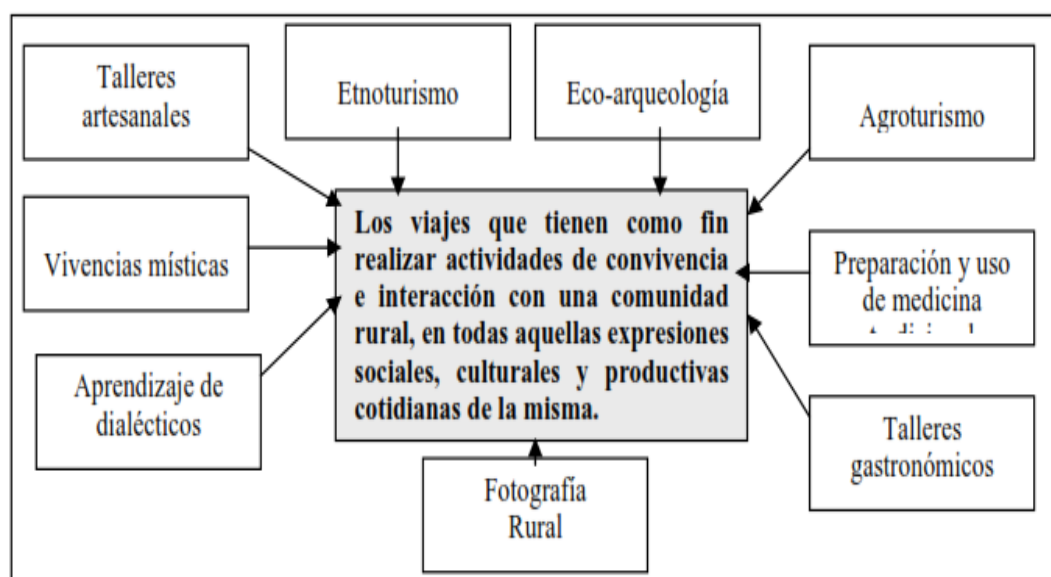 Talleres
artesanales
Etnoturismo
Eco-arqueología
Agroturismo
Vivencias místicas
Los viajes que tienen como fin
realizar actividades de convivencia
e interacción con una comunidad
rural, en todas aquellas expresiones
sociales, culturales y productivas
cotidianas de la misma.
Preparación y uso
de medicina
Aprendizaje de
dialécticos
Talleres
gastronómicos
Fotografía
Rural